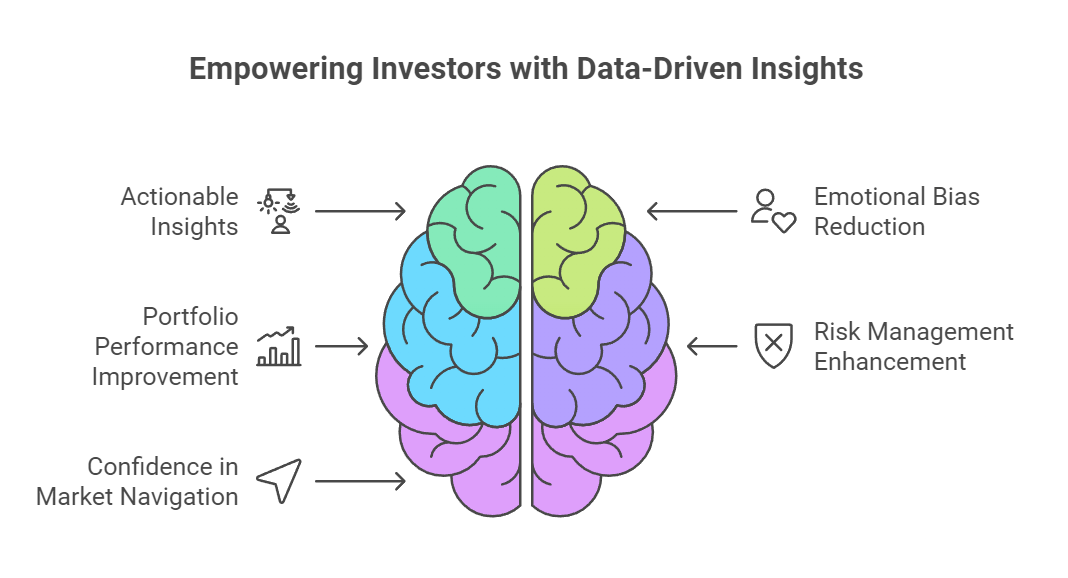 Empowering Investors with Data-Driven Insights
Actionable
Insights
Emotional Bias
Reduction
Portfolio
Performance
Improvement
Risk Management
Enhancement
Confidence in
Market Navigation